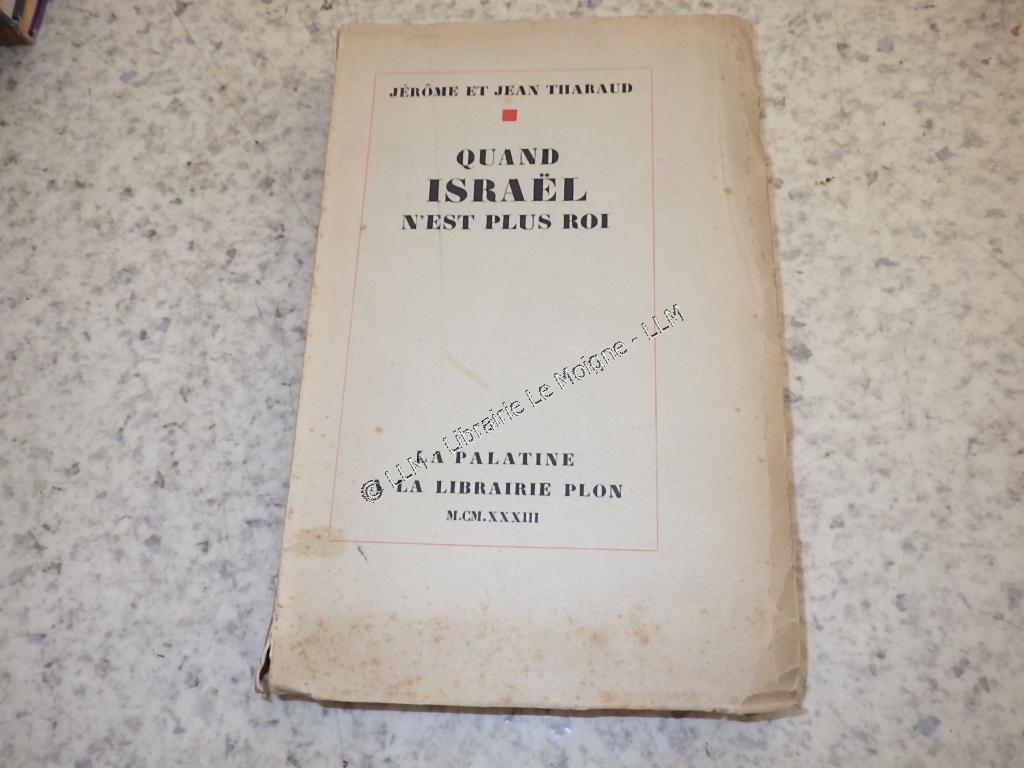 JÉRÔME ET JEAN THARAUD
QUAND
ISRAËL
N'EST PLUS ROI
© LLM - Librairie Le Moigne - LLM
LA PALATINE
LA LIBRAIRIE PLON
M.CM.XXXIII